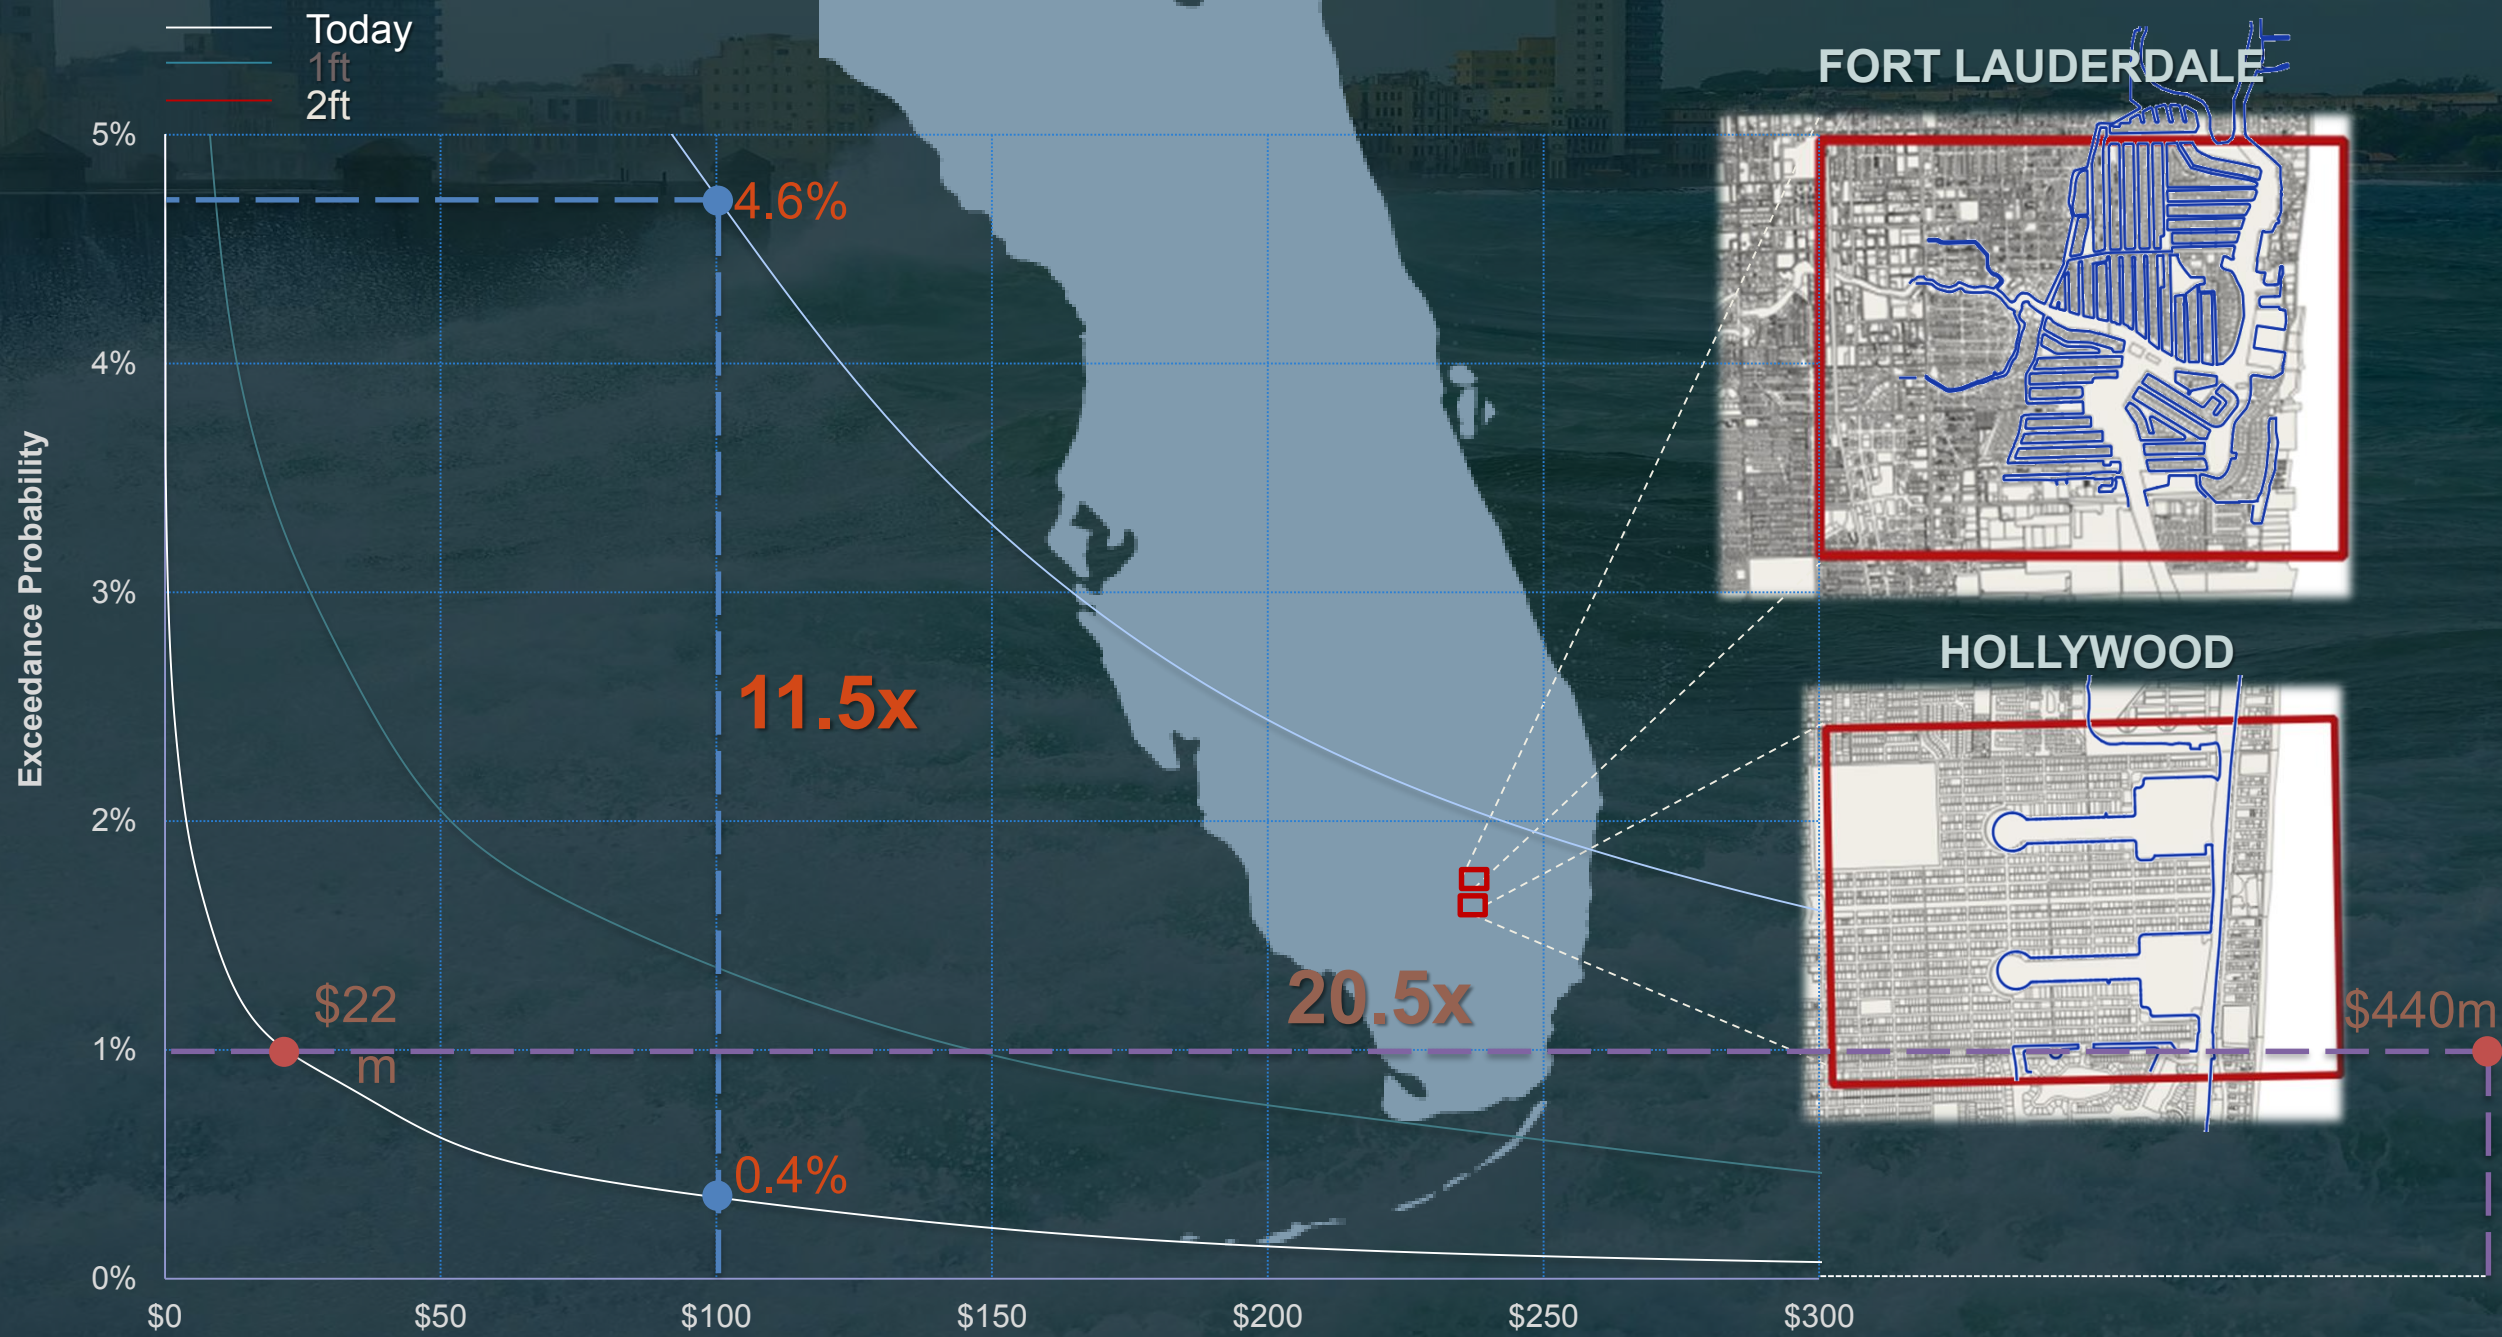 Today
1ft
2ft
FORT LAUDERDALE
5%
4.6%
4%
Exceedance Probability
3%
HOLLYWOOD
11.5x
2%
20.5x
$22
m
$440m
1%
0.4%
0%
$0
$50
$100
$150
$200
$250
$300